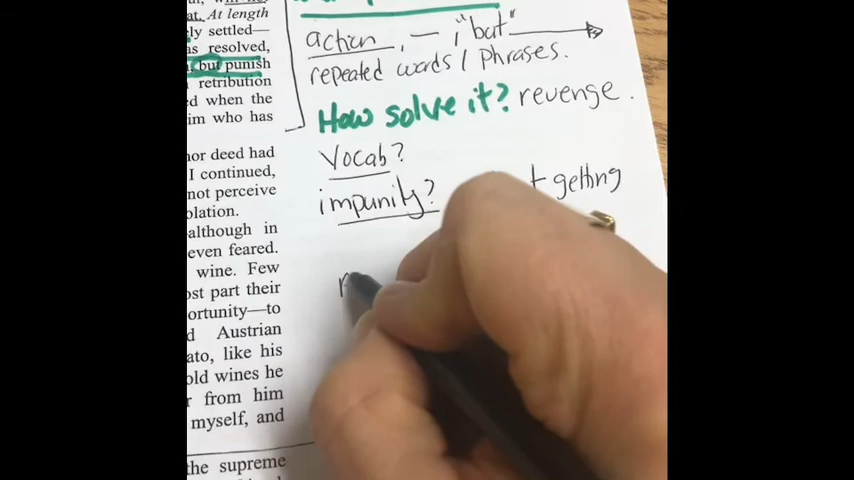 at. At length
ly settled—
as resolved,
, but punish
retribution
ed when the
im who has
nor deed had
I continued,
not perceive
olation.
although in
even feared.
wine. Few
ost part their
ortunity—to
d Austrian
ato, like his
old wines he
r from him
myself, and
the supreme
action, — ; "but"
repeated words / Phrases.
How solve it? revenge.
Vocab?
impunity? getting